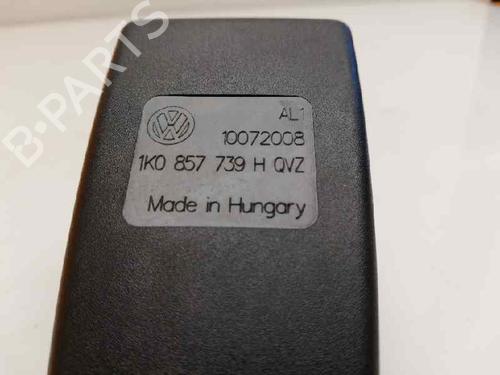 B-PARTS
AL1
10072008
1K0 857 739 H QVZ
Made in Hungary